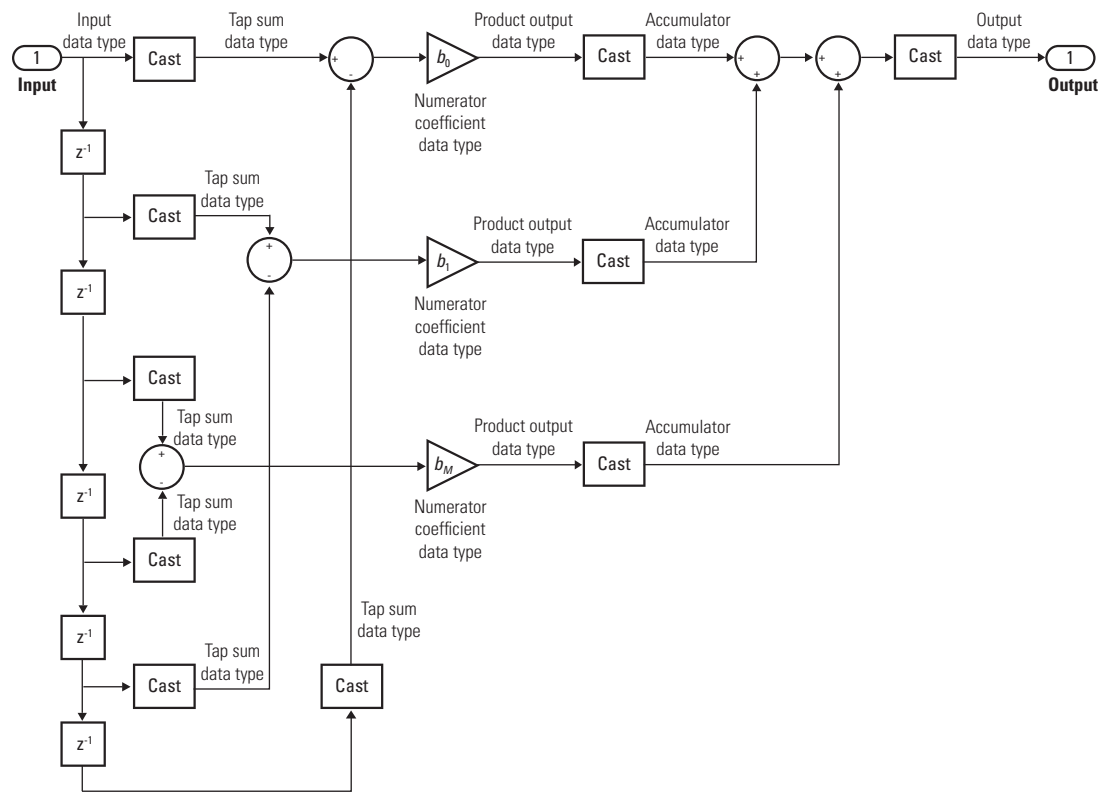 Input
data type
Tap sum
data type
Product output
data type
Accumulator
data type
Output
data type
1
Input
Cast
+
-
b0
Cast
+
+
+
+
Cast
1
Output
Numerator
coefficient
data type
z-1
Tap sum
data type
Cast
Product output
data type
Accumulator
data type
+
-
b1
Cast
z-1
Numerator
coefficient
data type
Cast
Tap sum
data type
Product output
data type
Accumulator
data type
+
-
bM
Cast
z-1
Tap sum
data type
Numerator
coefficient
data type
Cast
z-1
Tap sum
data type
Tap sum
data type
Cast
Cast
z-1